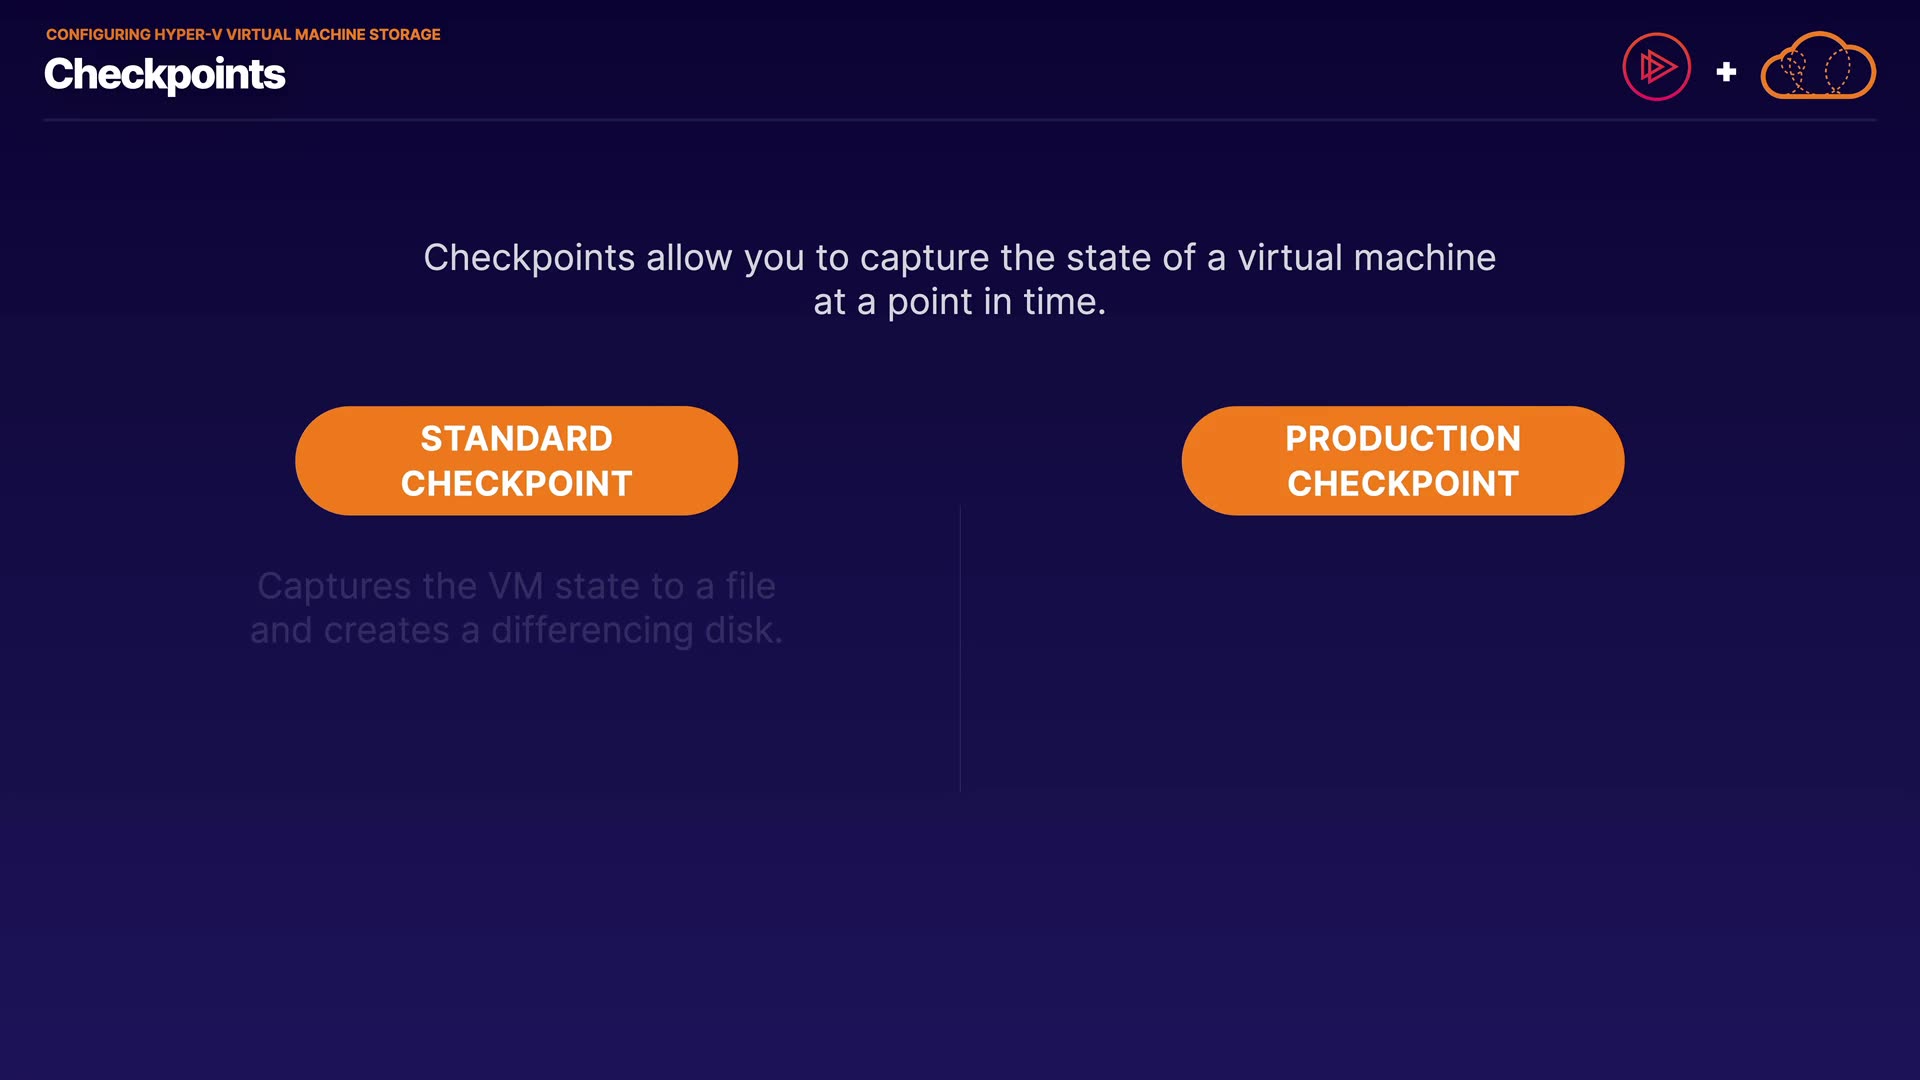 CONFIGURING HYPER-V VIRTUAL MACHINE STORAGE
Checkpoints
Checkpoints allow you to capture the state of a virtual machine
at a point in time.
STANDARD
CHECKPOINT
Captures the VM state to a file
and creates a differencing disk.
PRODUCTION
CHECKPOINT